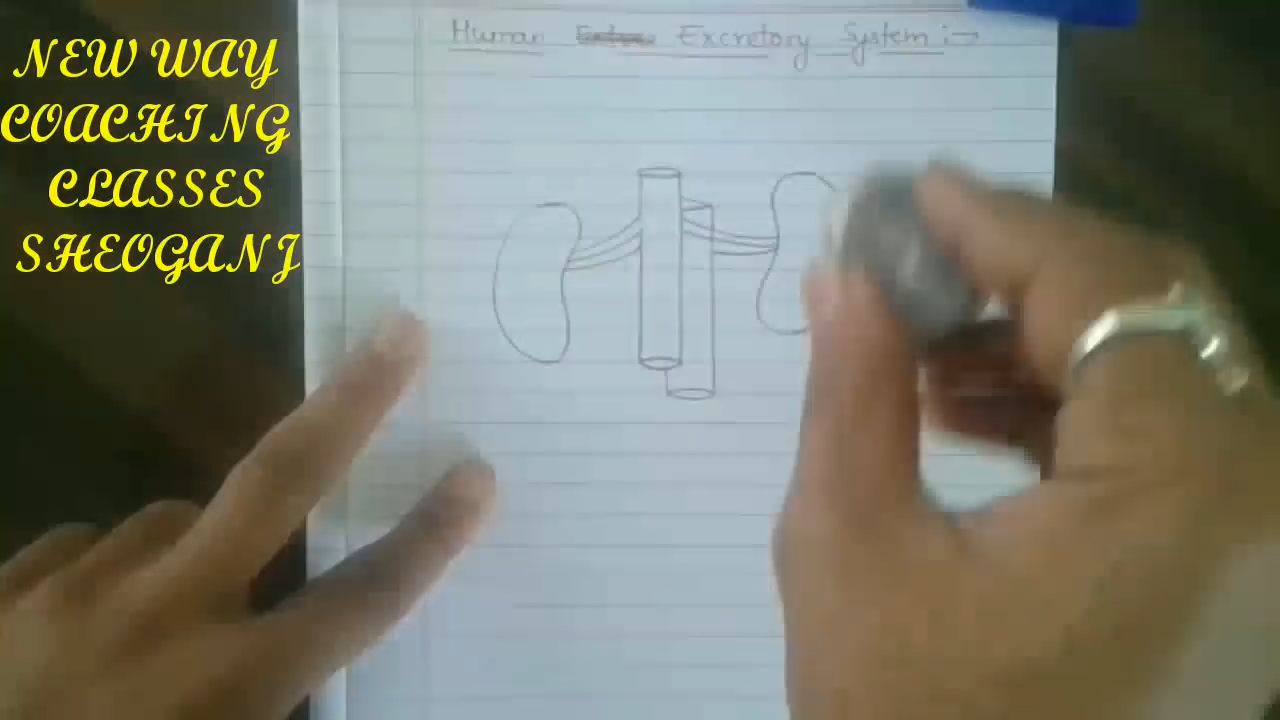 NEW WAY
COACHING
CLASSES
SHEOGANJ
Human Excretory System :-